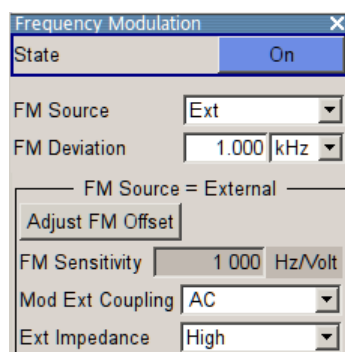 Frequency Modulation
State On
FM Source Ext
FM Deviation 1.000 kHz
FM Source = External
Adjust FM Offset
FM Sensitivity 1 000 Hz/Volt
Mod Ext Coupling AC
Ext Impedance High